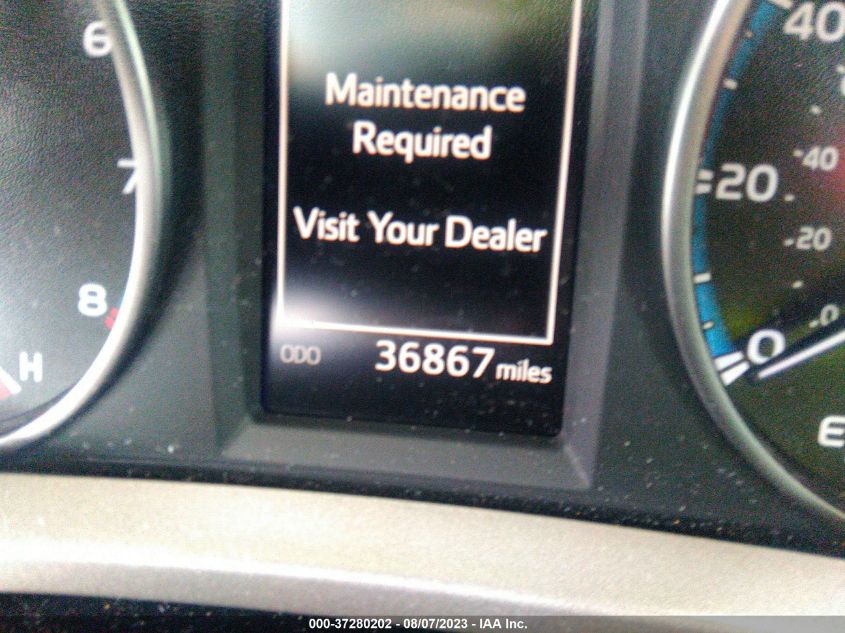 6
7
8
H
Maintenance
Required
Visit Your Dealer
ODO 36867 miles
40
20
0
40
20
0
E
000-37280202 - 08/07/2023 - IAA Inc.